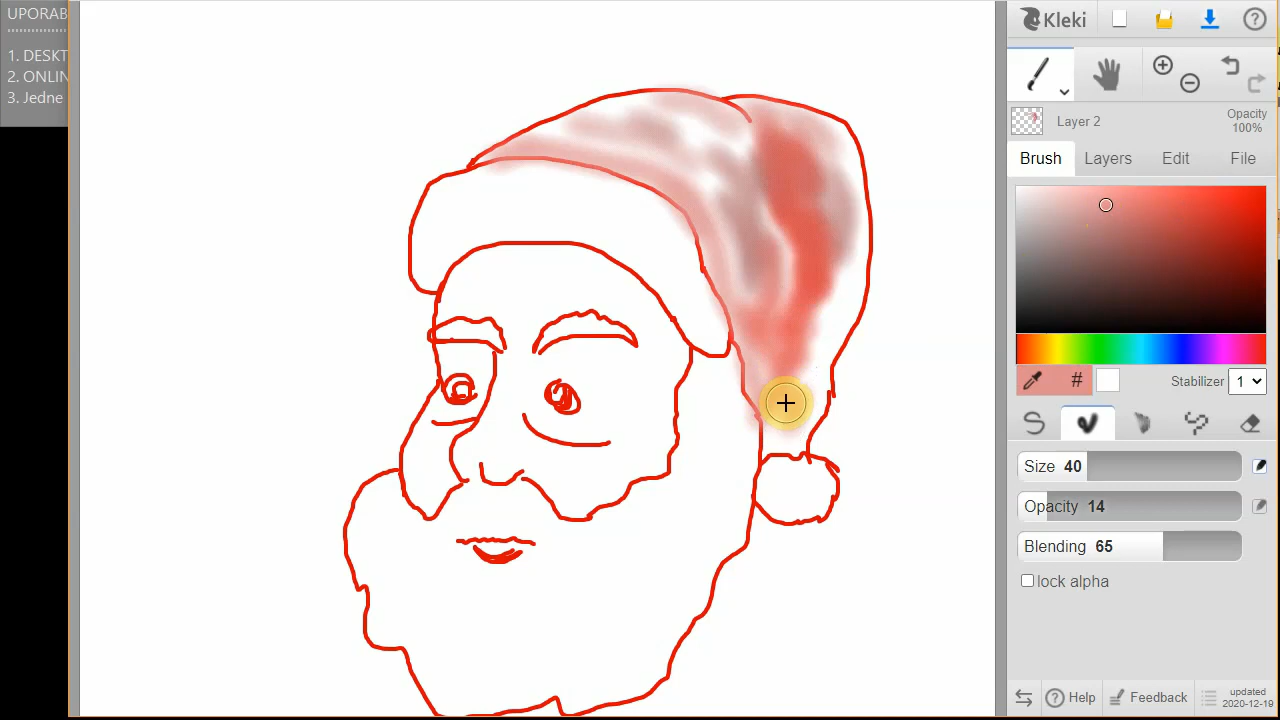 UPORAB
1. DESKT
2. ONLIN
3. Jedne
Kleki
Layer 2
Opacity
100%
Brush
Layers
Edit
File
#
Stabilizer
1
Size 40
Opacity 14
Blending 65
lock alpha
Help
Feedback
updated
2020-12-19